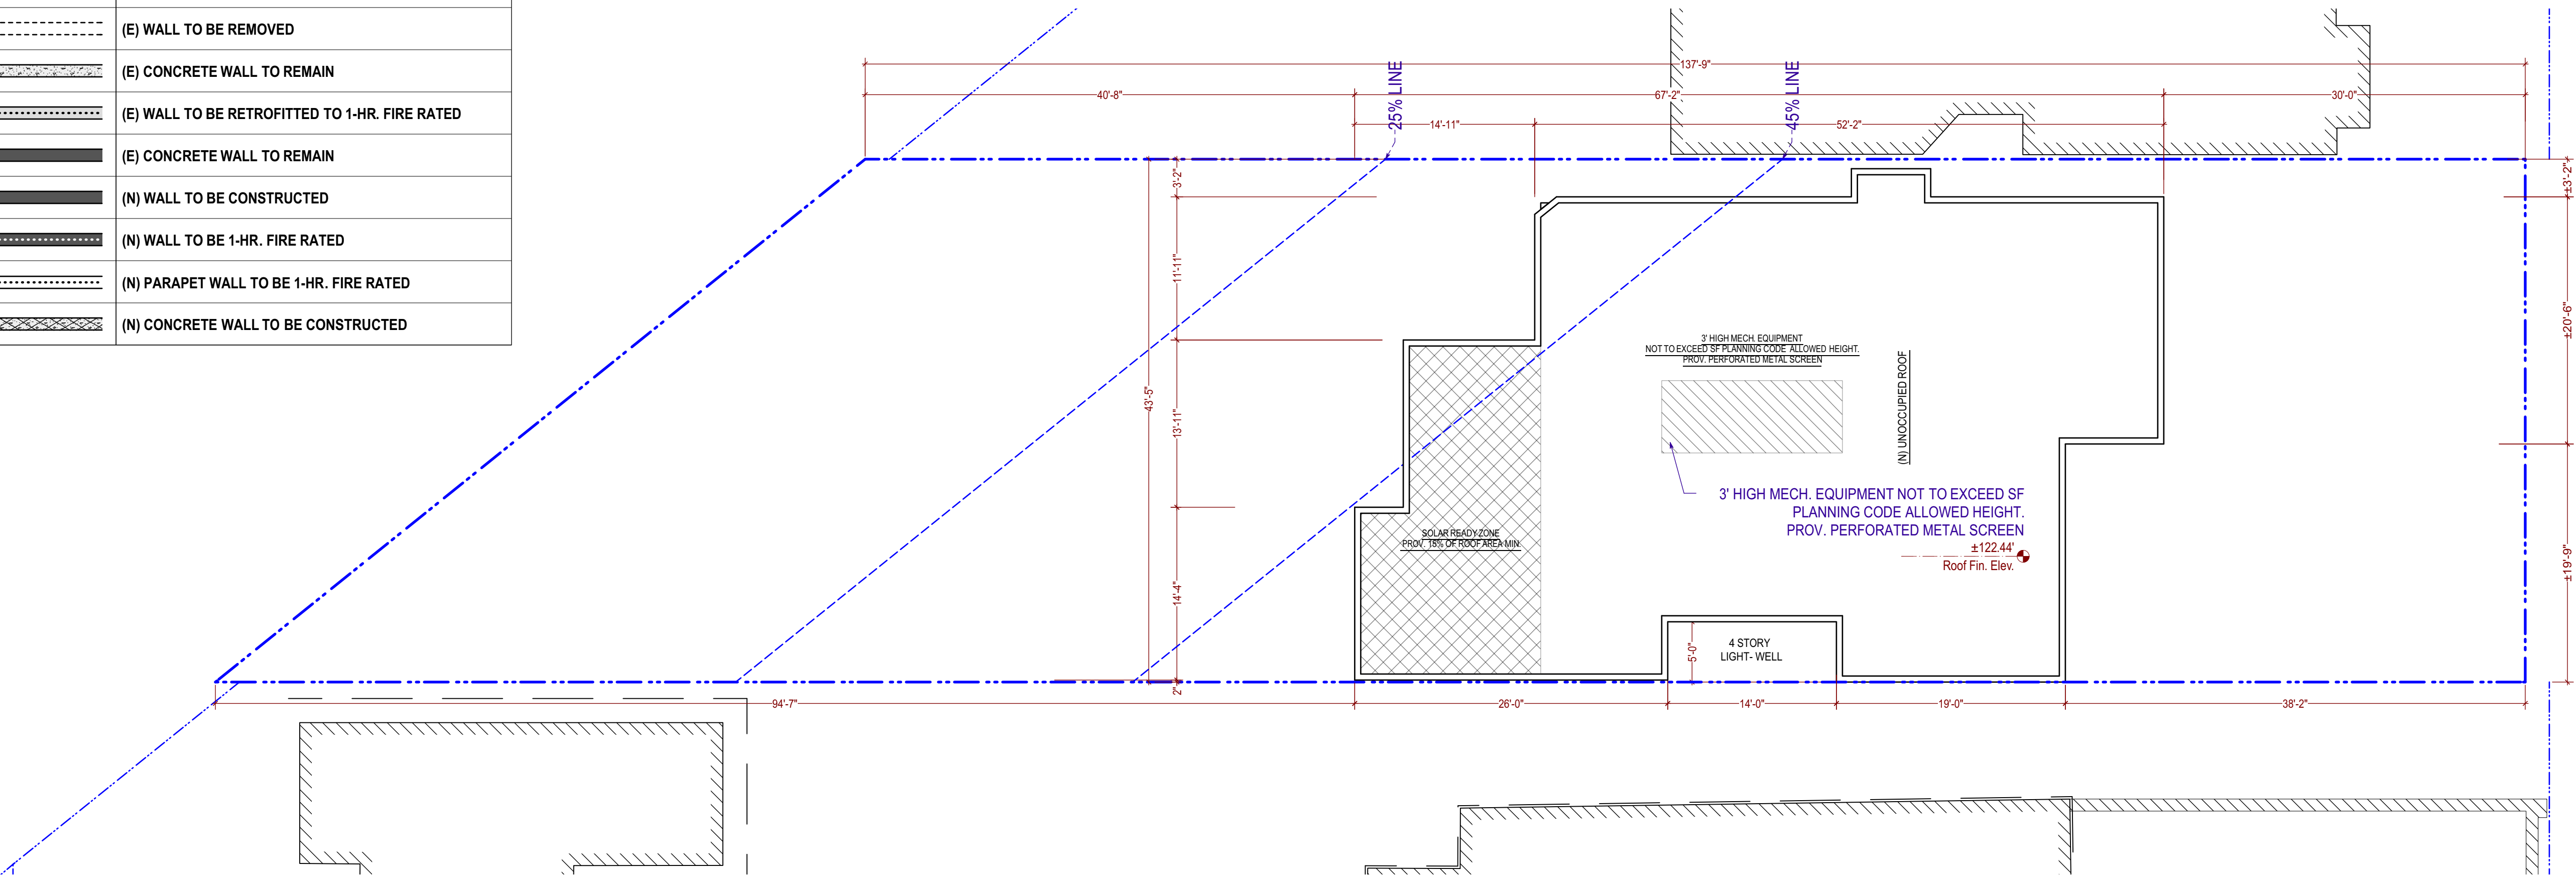 (E) WALL TO BE REMOVED
(E) CONCRETE WALL TO REMAIN
(E) WALL TO BE RETROFITTED TO 1-HR. FIRE RATED
(E) CONCRETE WALL TO REMAIN
(N) WALL TO BE CONSTRUCTED
(N) WALL TO BE 1-HR. FIRE RATED
(N) PARAPET WALL TO BE 1-HR. FIRE RATED
(N) CONCRETE WALL TO BE CONSTRUCTED
137'-9"
40'-8"
67'-2"
30'-0"
14'-11"
52'-2"
25% LINE
45% LINE
3'-2"
11'-11"
43'-5"
13'-11"
14'-4"
2"
3' HIGH MECH. EQUIPMENT
NOT TO EXCEED SF PLANNING CODE ALLOWED HEIGHT.
PROV. PERFORATED METAL SCREEN
(N) UNOCCUPIED ROOF
3' HIGH MECH. EQUIPMENT NOT TO EXCEED SF
PLANNING CODE ALLOWED HEIGHT.
PROV. PERFORATED METAL SCREEN
±122.44'
Roof Fin. Elev.
SOLAR READY ZONE
PROV. 15% OF ROOF AREA MIN.
5'-0"
4 STORY
LIGHT- WELL
±3'-2"
±20'-6"
±19'-9"
94'-7"
26'-0"
14'-0"
19'-0"
38'-2"